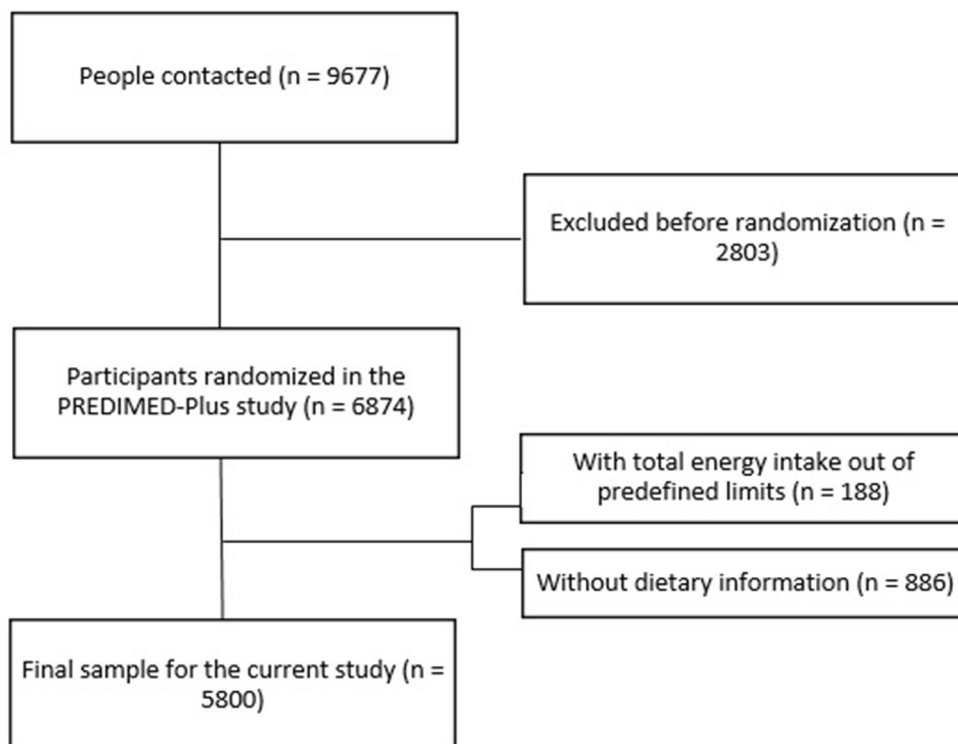 People contacted (n = 9677)
Excluded before randomization (n =
2803)
Participants randomized in the
PREDIMED-Plus study (n = 6874)
With total energy intake out of
predefined limits (n = 188)
Without dietary information (n = 886)
Final sample for the current study (n =
5800)